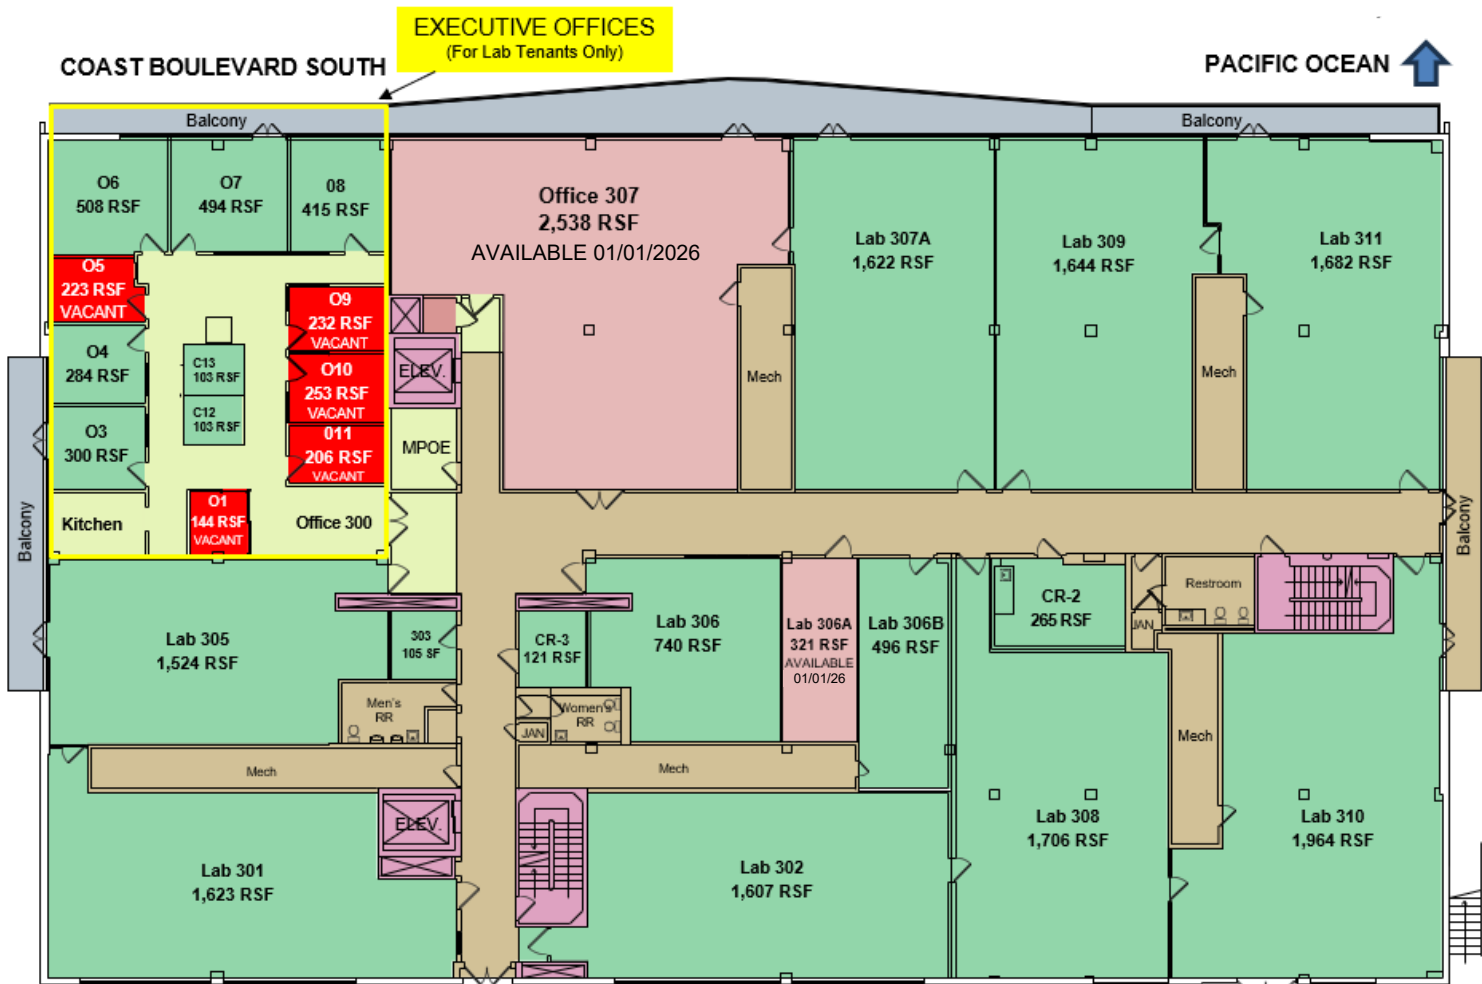 EXECUTIVE OFFICES
(For Lab Tenants Only)
COAST BOULEVARD SOUTH
PACIFIC OCEAN
Balcony
Balcony
O6
508 RSF
O7
494 RSF
08
415 RSF
Office 307
2,538 RSF
AVAILABLE 01/01/2026
Lab 307A
1,622 RSF
Lab 309
1,644 RSF
Lab 311
1,682 RSF
O5
223 RSF
VACANT
O9
232 RSF
VACANT
O4
284 RSF
C13
103 RSF
O10
253 RSF
VACANT
ELEV.
Mech
Mech
C12
103 RSF
O3
300 RSF
011
206 RSF
VACANT
MPOE
Kitchen
O1
144 RSF
VACANT
Office 300
Balcony
Balcony
Lab 305
1,524 RSF
303
105 SF
CR-3
121 RSF
Lab 306
740 RSF
Lab 306A
321 RSF
AVAILABLE
01/01/26
Lab 306B
496 RSF
CR-2
265 RSF
JAN
Restroom
Men's
RR
JAN
Women's
RR
Mech
Mech
Mech
ELEV.
Lab 301
1,623 RSF
Lab 302
1,607 RSF
Lab 308
1,706 RSF
Lab 310
1,964 RSF